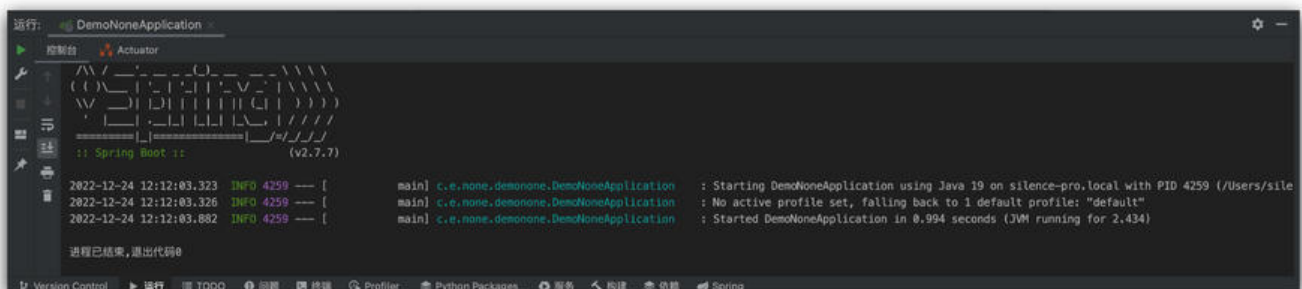 运行: DemoNoneApplication
控制台 Actuator
:: Spring Boot :: (v2.7.7)
2022-12-24 12:12:03.323 INFO 4259 --- [ main] c.e.none.demonone.DemoNoneApplication : Starting DemoNoneApplication using Java 19 on silence-pro.local with PID 4259 (/Users/sile
2022-12-24 12:12:03.326 INFO 4259 --- [ main] c.e.none.demonone.DemoNoneApplication : No active profile set, falling back to 1 default profile: "default"
2022-12-24 12:12:03.882 INFO 4259 --- [ main] c.e.none.demonone.DemoNoneApplication : Started DemoNoneApplication in 0.994 seconds (JVM running for 2.434)
进程已结束,退出代码0
Version Control 运行 TODO 问题 终端 Profiler Python Packages 服务 构建 依赖 Spring